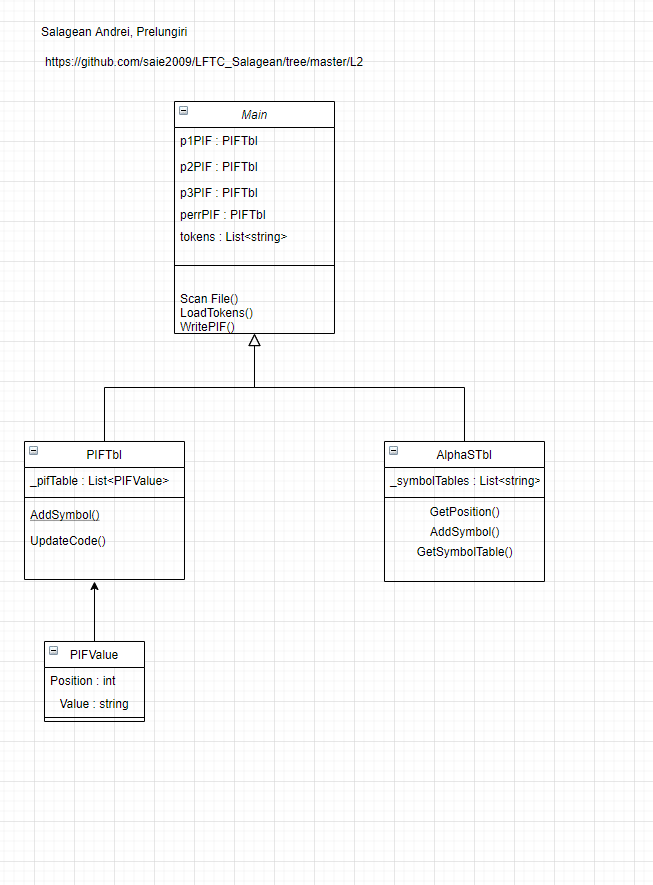 Salagean Andrei, Prelungiri
https://github.com/saie2009/LFTC_Salagean/tree/master/L2
Main
p1PIF : PIFTbl
p2PIF : PIFTbl
p3PIF : PIFTbl
perrPIF : PIFTbl
tokens : List<string>
Scan File()
LoadTokens()
WritePIF()
PIFTbl
_pifTable : List<PIFValue>
AddSymbol()
UpdateCode()
AlphaSTbl
_symbolTables : List<string>
GetPosition()
AddSymbol()
GetSymbolTable()
PIFValue
Position : int
Value : string